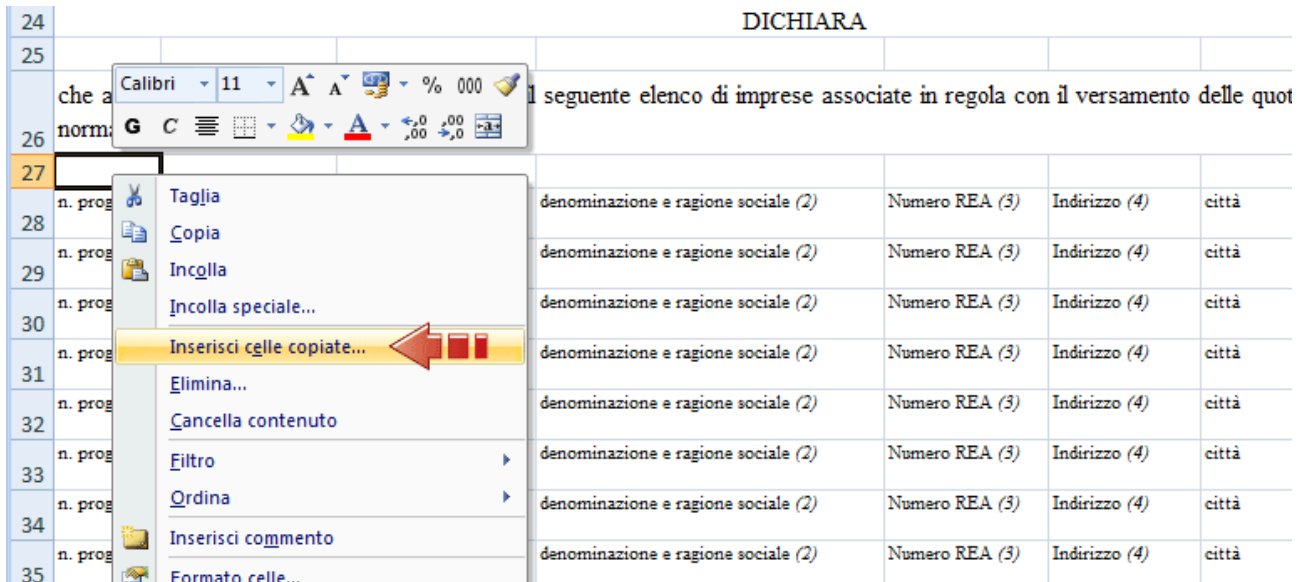 24 DICHIARA
25
Calibri 11 A A % 000
che a l seguente elenco di imprese associate in regola con il versamento delle quot
26 norma G C A ,0 ,00 ,00 ,0 a
27
Taglia
28 n. prog denominazione e ragione sociale (2) Numero REA (3) Indirizzo (4) città
Copia
29 n. prog denominazione e ragione sociale (2) Numero REA (3) Indirizzo (4) città
Incolla
30 n. prog denominazione e ragione sociale (2) Numero REA (3) Indirizzo (4) città
Incolla speciale...
31 n. prog denominazione e ragione sociale (2) Numero REA (3) Indirizzo (4) città
Inserisci celle copiate...
Elimina...
32 n. prog denominazione e ragione sociale (2) Numero REA (3) Indirizzo (4) città
Cancella contenuto
33 n. prog denominazione e ragione sociale (2) Numero REA (3) Indirizzo (4) città
Filtro
34 n. prog denominazione e ragione sociale (2) Numero REA (3) Indirizzo (4) città
Ordina
Inserisci commento
35 n. prog denominazione e ragione sociale (2) Numero REA (3) Indirizzo (4) città
Formato celle...